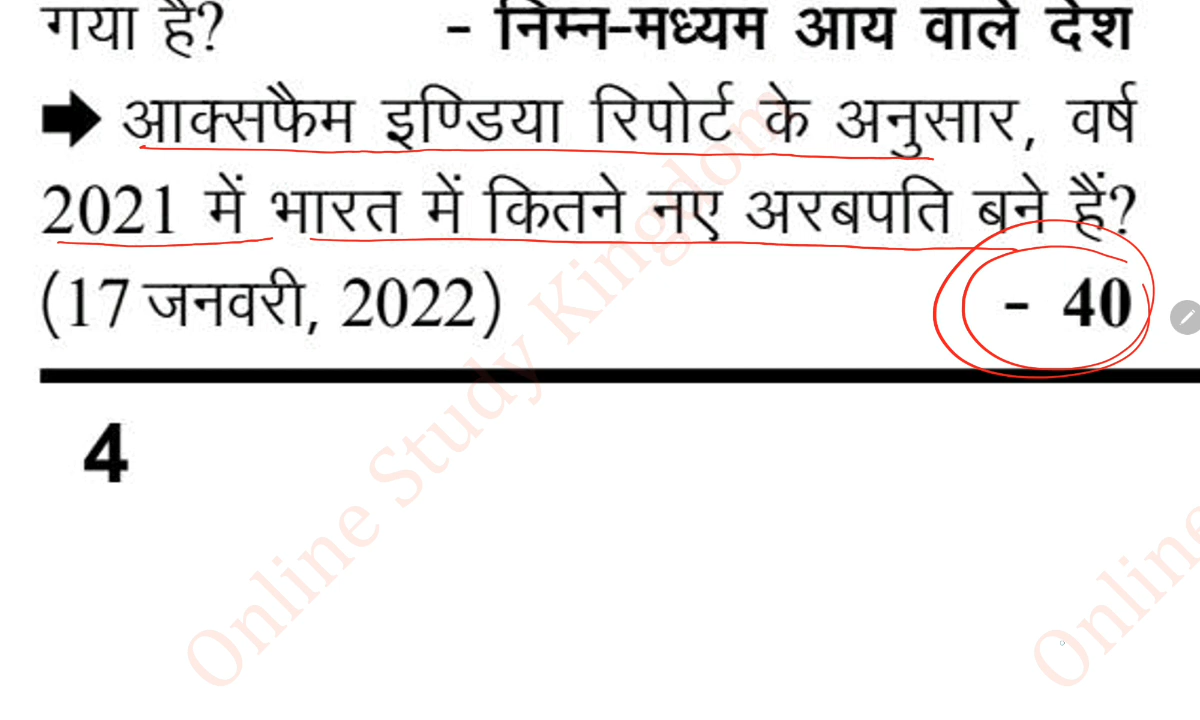 गया है? - निम्न-मध्यम आय वाले देश
➡ आक्सफैम इण्डिया रिपोर्ट के अनुसार, वर्ष
2021 में भारत में कितने नए अरबपति बने हैं?
(17 जनवरी, 2022) - 40
4
Online Study Kingdom
Online